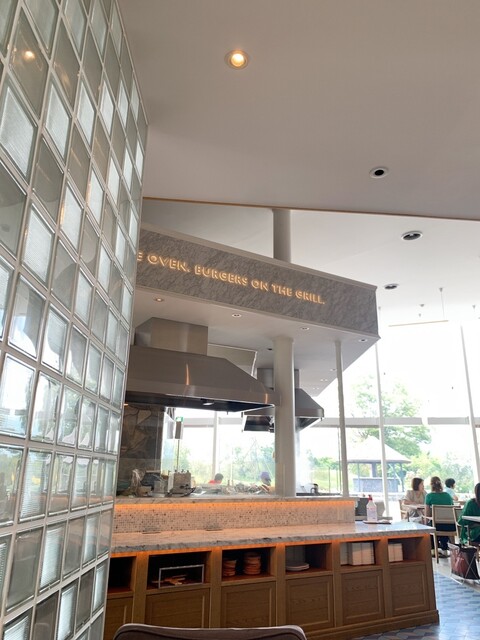 OVEN. BURGERS ON THE GRILL.